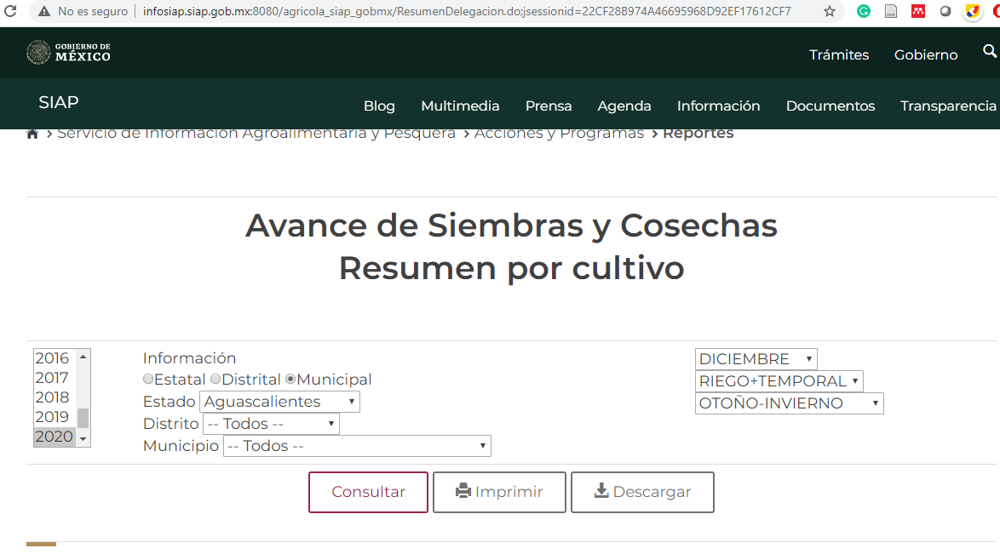 No es seguro infosiap.siap.gob.mx:8080/agricola_siap_gobmx/ResumenDelegacion.do;jsessionid=22CF28B974A46695968D92EF17612CF7
GOBIERNO DE
MÉXICO
Trámites Gobierno
SIAP
Blog Multimedia Prensa Agenda Información Documentos Transparencia
> Servicio de Información Agroalimentaria y Pesquera > Acciones y Programas > Reportes
Avance de Siembras y Cosechas
Resumen por cultivo
2016
2017
2018
2019
2020
Información
Estatal Distrital Municipal
Estado Aguascalientes
Distrito -- Todos --
Municipio -- Todos --
DICIEMBRE
RIEGO+TEMPORAL
OTOÑO-INVIERNO
Consultar Imprimir Descargar